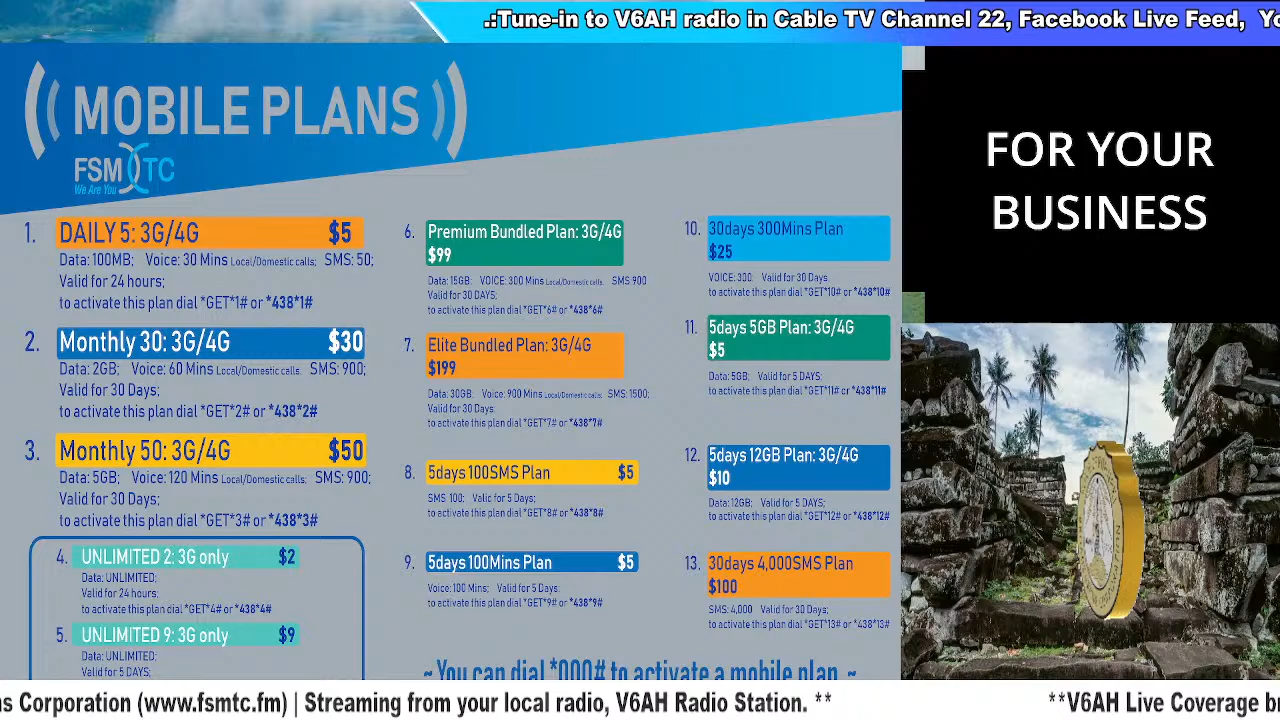 .:Tune-in to V6AH radio in Cable TV Channel 22, Facebook Live Feed, Yo
MOBILE PLANS
FSMTC
We Are You
1. DAILY 5: 3G/4G $5
Data: 100MB; Voice: 30 Mins Local/Domestic calls; SMS: 50;
Valid for 24 hours;
to activate this plan dial *GET*1# or *438*1#
2. Monthly 30: 3G/4G $30
Data: 2GB; Voice: 60 Mins Local/Domestic calls. SMS: 900;
Valid for 30 Days;
to activate this plan dial *GET*2# or *438*2#
3. Monthly 50: 3G/4G $50
Data: 5GB; Voice: 120 Mins Local/Domestic calls; SMS: 900;
Valid for 30 Days;
to activate this plan dial *GET*3# or *438*3#
4. UNLIMITED 2: 3G only $2
Data: UNLIMITED;
Valid for 24 hours;
to activate this plan dial *GET*4# or *438*4#
5. UNLIMITED 9: 3G only $9
Data: UNLIMITED;
Valid for 5 DAYS;
6. Premium Bundled Plan: 3G/4G
$99
Data: 15GB; VOICE: 300 Mins Local/Domestic calls. SMS 900
Valid for 30 DAYS;
to activate this plan dial *GET*6# or *438*6#
7. Elite Bundled Plan: 3G/4G
$199
Data: 30GB; Voice: 900 Mins Local/Domestic calls; SMS: 1500;
Valid for 30 Days;
to activate this plan dial *GET*7# or *438*7#
8. 5days 100SMS Plan $5
SMS 100; Valid for 5 Days;
to activate this plan dial *GET*8# or *438*8#
9. 5days 100Mins Plan $5
Voice: 100 Mins; Valid for 5 Days;
to activate this plan dial *GET*9# or *438*9#
10. 30days 300Mins Plan
$25
VOICE: 300 Valid for 30 Days;
to activate this plan dial *GET*10# or *438*10#
11. 5days 5GB Plan: 3G/4G
$5
Data: 5GB; Valid for 5 DAYS;
to activate this plan dial *GET*11# or *438*11#
12. 5days 12GB Plan: 3G/4G
$10
Data: 12GB; Valid for 5 DAYS;
to activate this plan dial *GET*12# or *438*12#
13. 30days 4,000SMS Plan
$100
SMS: 4,000 Valid for 30 Days;
to activate this plan dial *GET*13# or *438*13#
~ You can dial *000# to activate a mobile plan ~
FOR YOUR
BUSINESS
ns Corporation (www.fsmtc.fm) | Streaming from your local radio, V6AH Radio Station. ** **V6AH Live Coverage b